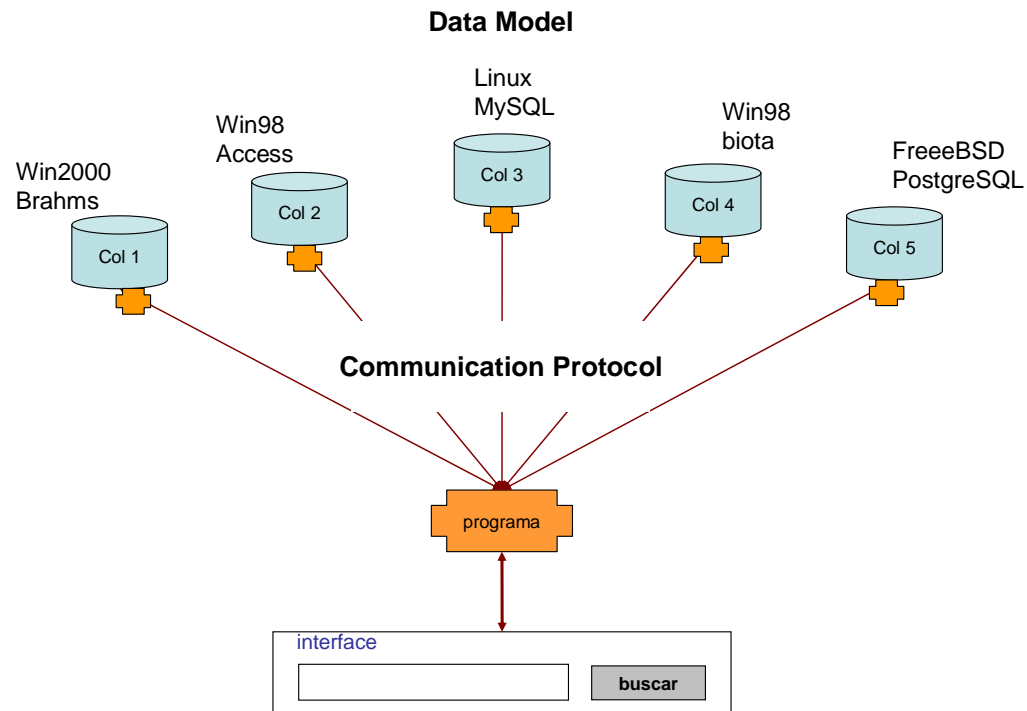 Data Model
Linux
MySQL
Win98
Access
Win98
biota
Win2000
Brahms
FreeeBSD
PostgreSQL
Col 1
Col 2
Col 3
Col 4
Col 5
Communication Protocol
programa
interface
buscar